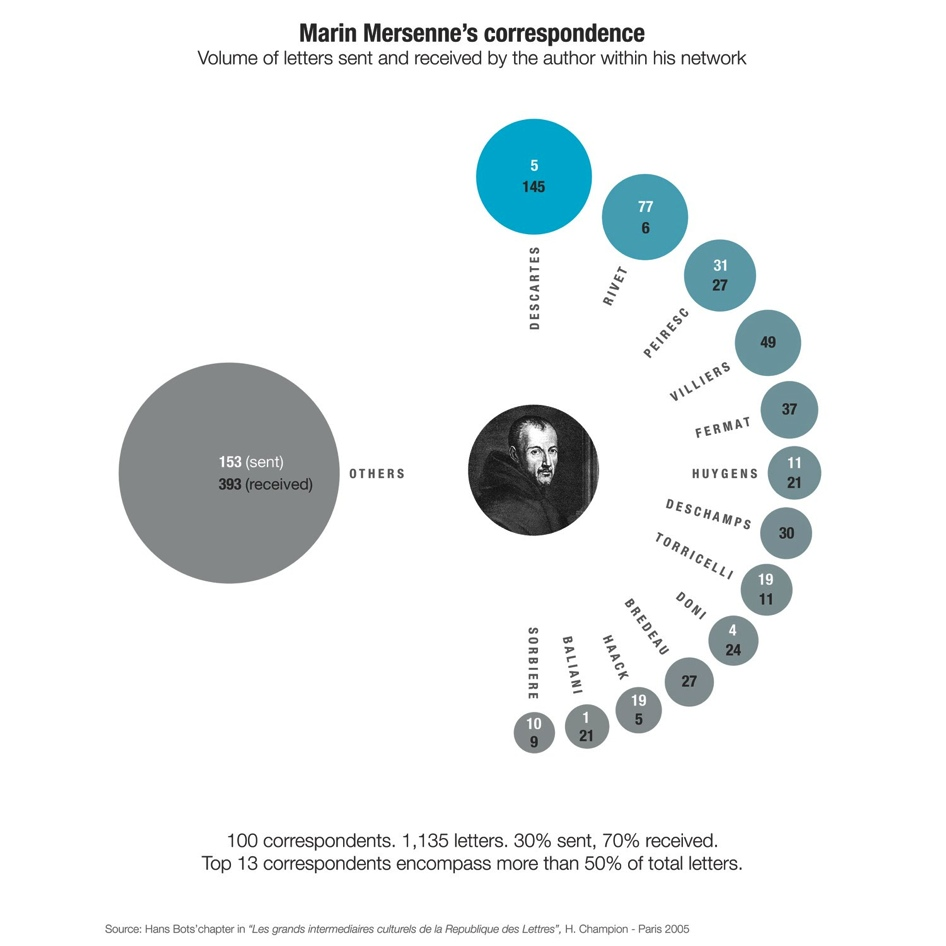 Marin Mersenne’s correspondence
Volume of letters sent and received by the author within his network
5
145
DESCARTES
77
6
RIVET
31
27
PEIRESC
49
VILLIERS
37
FERMAT
11
21
HUYGENS
30
DESCHAMPS
19
11
TORRICELLI
4
24
DONI
27
BREDEAU
19
5
HAACK
1
21
BALIANI
10
9
SORBIERE
153 (sent)
393 (received)
OTHERS
100 correspondents. 1,135 letters. 30% sent, 70% received.
Top 13 correspondents encompass more than 50% of total letters.
Source: Hans Bots’chapter in “Les grands intermediaires culturels de la Republique des Lettres”, H. Champion - Paris 2005